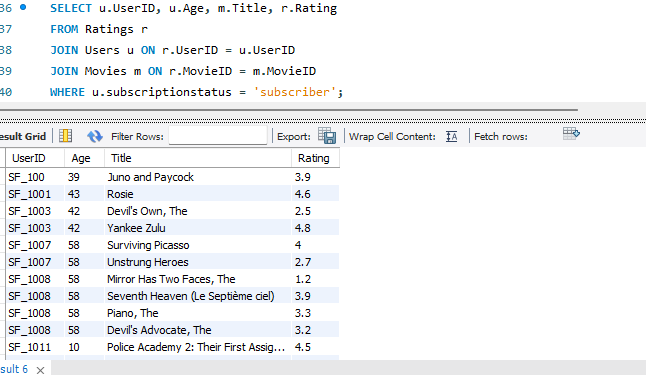 36 SELECT u.UserID, u.Age, m.Title, r.Rating
37 FROM Ratings r
38 JOIN Users u ON r.UserID = u.UserID
39 JOIN Movies m ON r.MovieID = m.MovieID
40 WHERE u.subscriptionstatus = 'subscriber';
esult Grid Filter Rows: Export: Wrap Cell Content: Fetch rows:
UserID Age Title Rating
SF_100 39 Juno and Paycock 3.9
SF_1001 43 Rosie 4.6
SF_1003 42 Devil's Own, The 2.5
SF_1003 42 Yankee Zulu 4.8
SF_1007 58 Surviving Picasso 4
SF_1007 58 Unstrung Heroes 2.7
SF_1008 58 Mirror Has Two Faces, The 1.2
SF_1008 58 Seventh Heaven (Le Septième ciel) 3.9
SF_1008 58 Piano, The 3.3
SF_1008 58 Devil's Advocate, The 3.2
SF_1011 10 Police Academy 2: Their First Assig... 4.5
sult 6